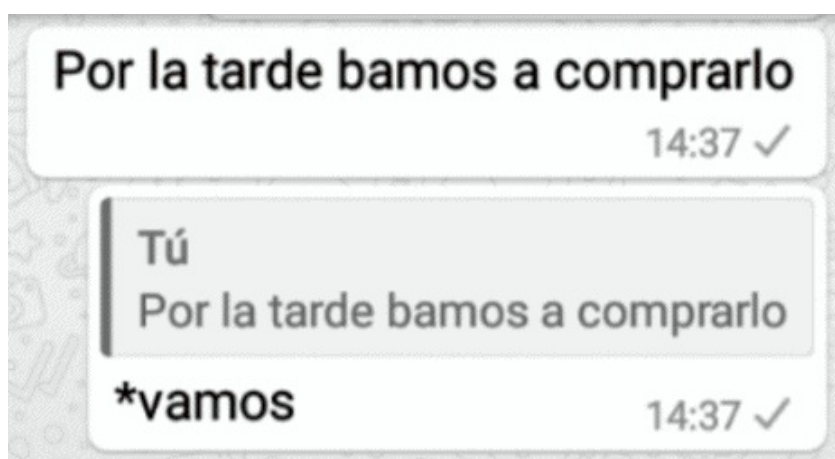 Por la tarde bamos a comprarlo
14:37 ✓
Tú
Por la tarde bamos a comprarlo
*vamos 14:37 ✓